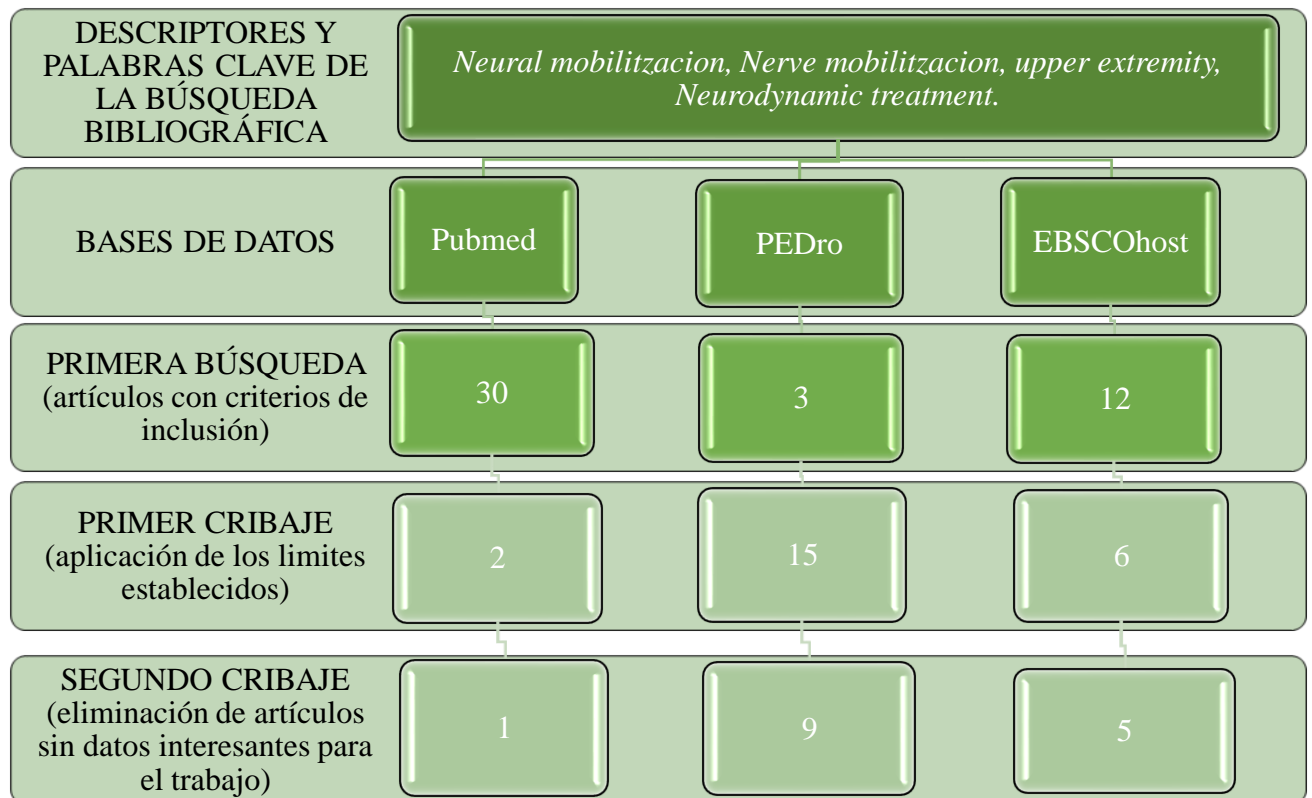 DESCRIPTORES Y
PALABRAS CLAVE DE
LA BÚSQUEDA
BIBLIOGRÁFICA
Neural mobilitzacion, Nerve mobilitzacion, upper extremity,
Neurodynamic treatment.
BASES DE DATOS
Pubmed
PEDro
EBSCOhost
PRIMERA BÚSQUEDA
(artículos con criterios de
inclusión)
30
3
12
PRIMER CRIBAJE
(aplicación de los limites
establecidos)
2
15
6
SEGUNDO CRIBAJE
(eliminación de artículos
sin datos interesantes para
el trabajo)
1
9
5